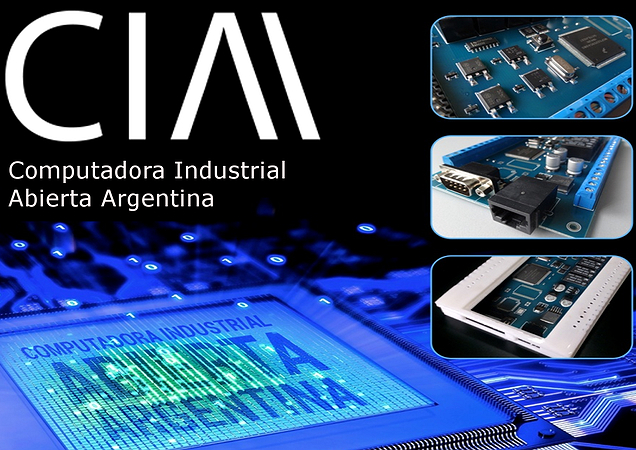 CIAA
Computadora Industrial
Abierta Argentina
COMPUTADORA INDUSTRIAL
ABIERTA
ARGENTINA